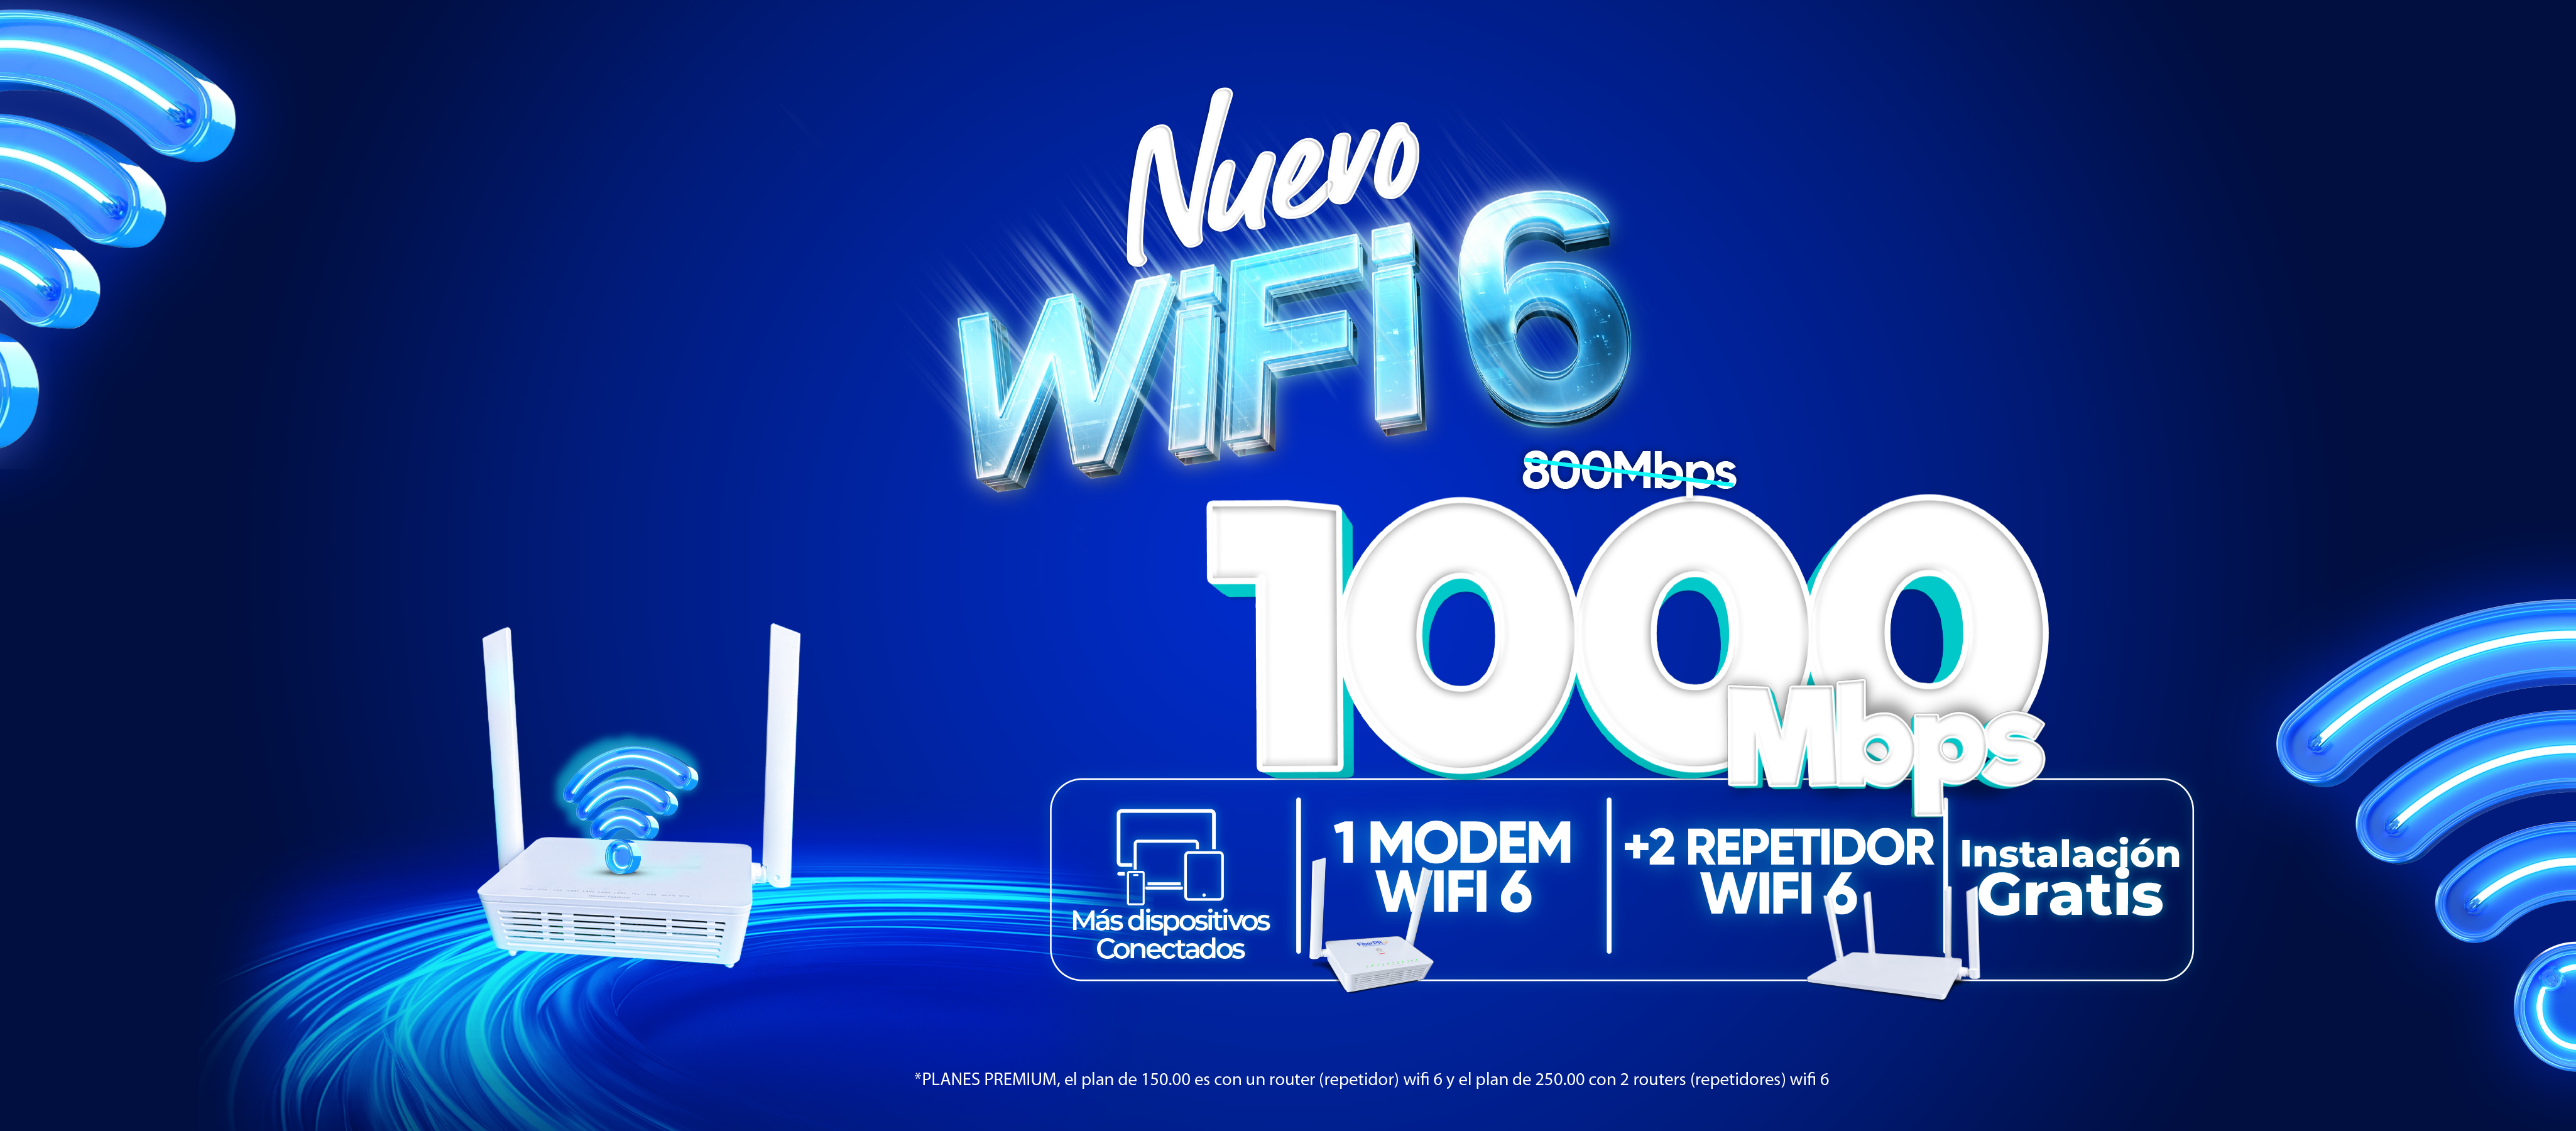 Nuevo
WiFi 6
800Mbps
1000
Mbps
Más dispositivos
Conectados
1 MODEM
WIFI 6
+2 REPETIDOR
WIFI 6
Instalación
Gratis
*PLANES PREMIUM, el plan de 150.00 es con un router (repetidor) wifi 6 y el plan de 250.00 con 2 routers (repetidores) wifi 6